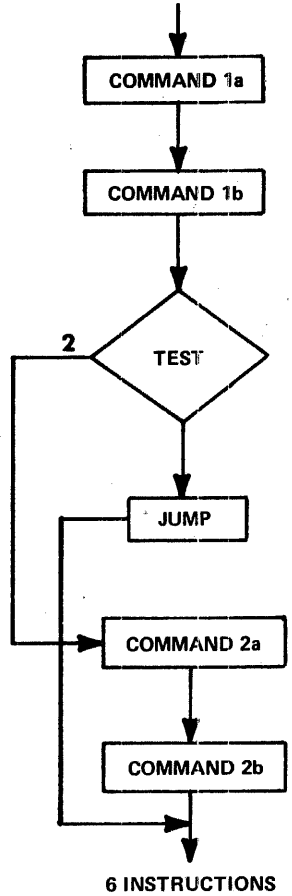 COMMAND 1a
COMMAND 1b
2
TEST
JUMP
COMMAND 2a
COMMAND 2b
6 INSTRUCTIONS